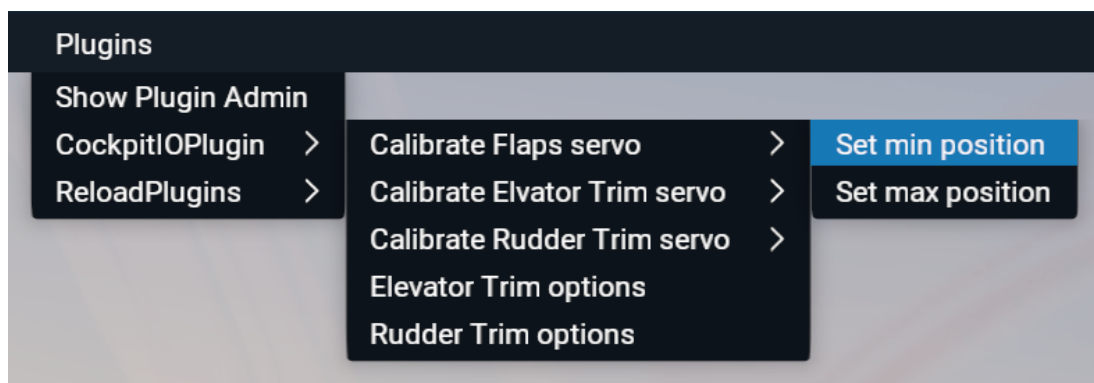 Plugins
Show Plugin Admin
CockpitIOPlugin
ReloadPlugins
Calibrate Flaps servo
Calibrate Elvator Trim servo
Calibrate Rudder Trim servo
Elevator Trim options
Rudder Trim options
Set min position
Set max position